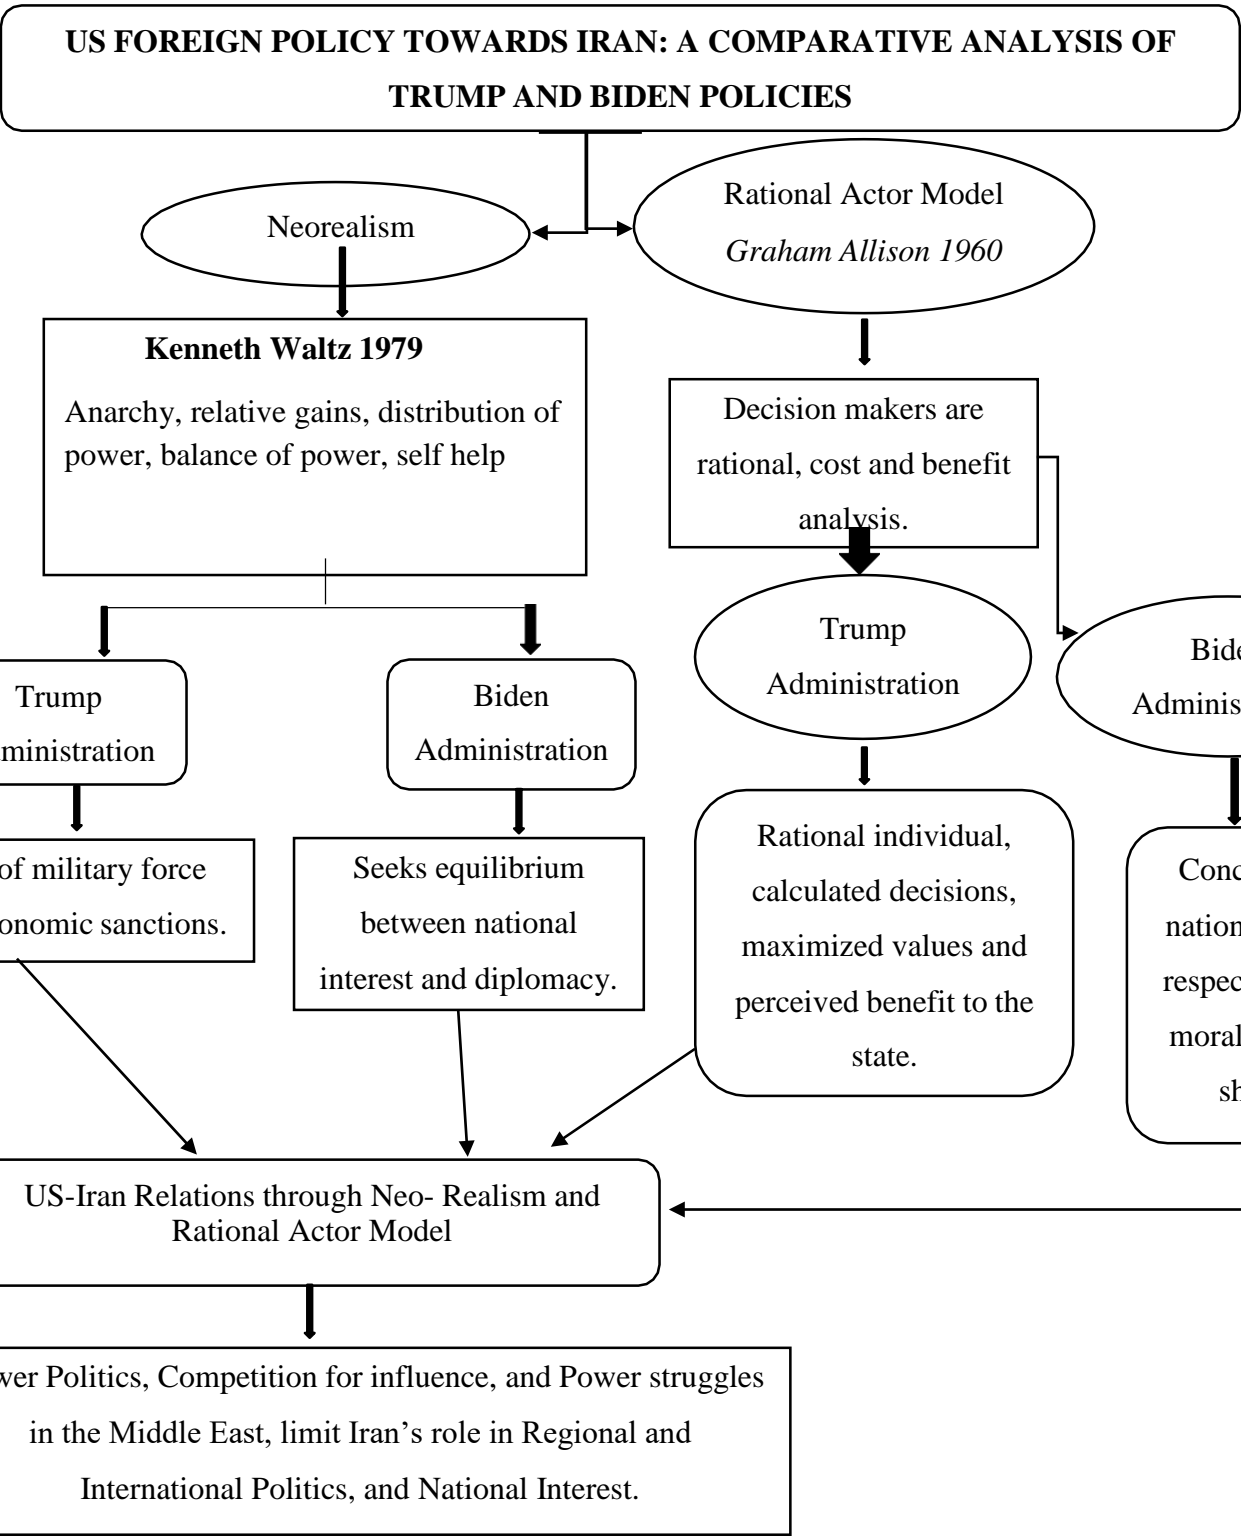 US FOREIGN POLICY TOWARDS IRAN: A COMPARATIVE ANALYSIS OF
TRUMP AND BIDEN POLICIES
Neorealism
Rational Actor Model
Graham Allison 1960
Kenneth Waltz 1979
Anarchy, relative gains, distribution of
power, balance of power, self help
Decision makers are
rational, cost and benefit
analysis.
Trump
Biden
Administration
Trump
Administration
of military force
sanctions.
Seeks equilibrium
between national
interest and diplomacy.
Rational individual,
calculated decisions,
maximized values and
perceived benefit to the
state.
US-Iran Relations through Neo- Realism and
Rational Actor Model
Politics, Competition for influence, and Power struggles
in the Middle East, limit Iran’s role in Regional and
International Politics, and National Interest.